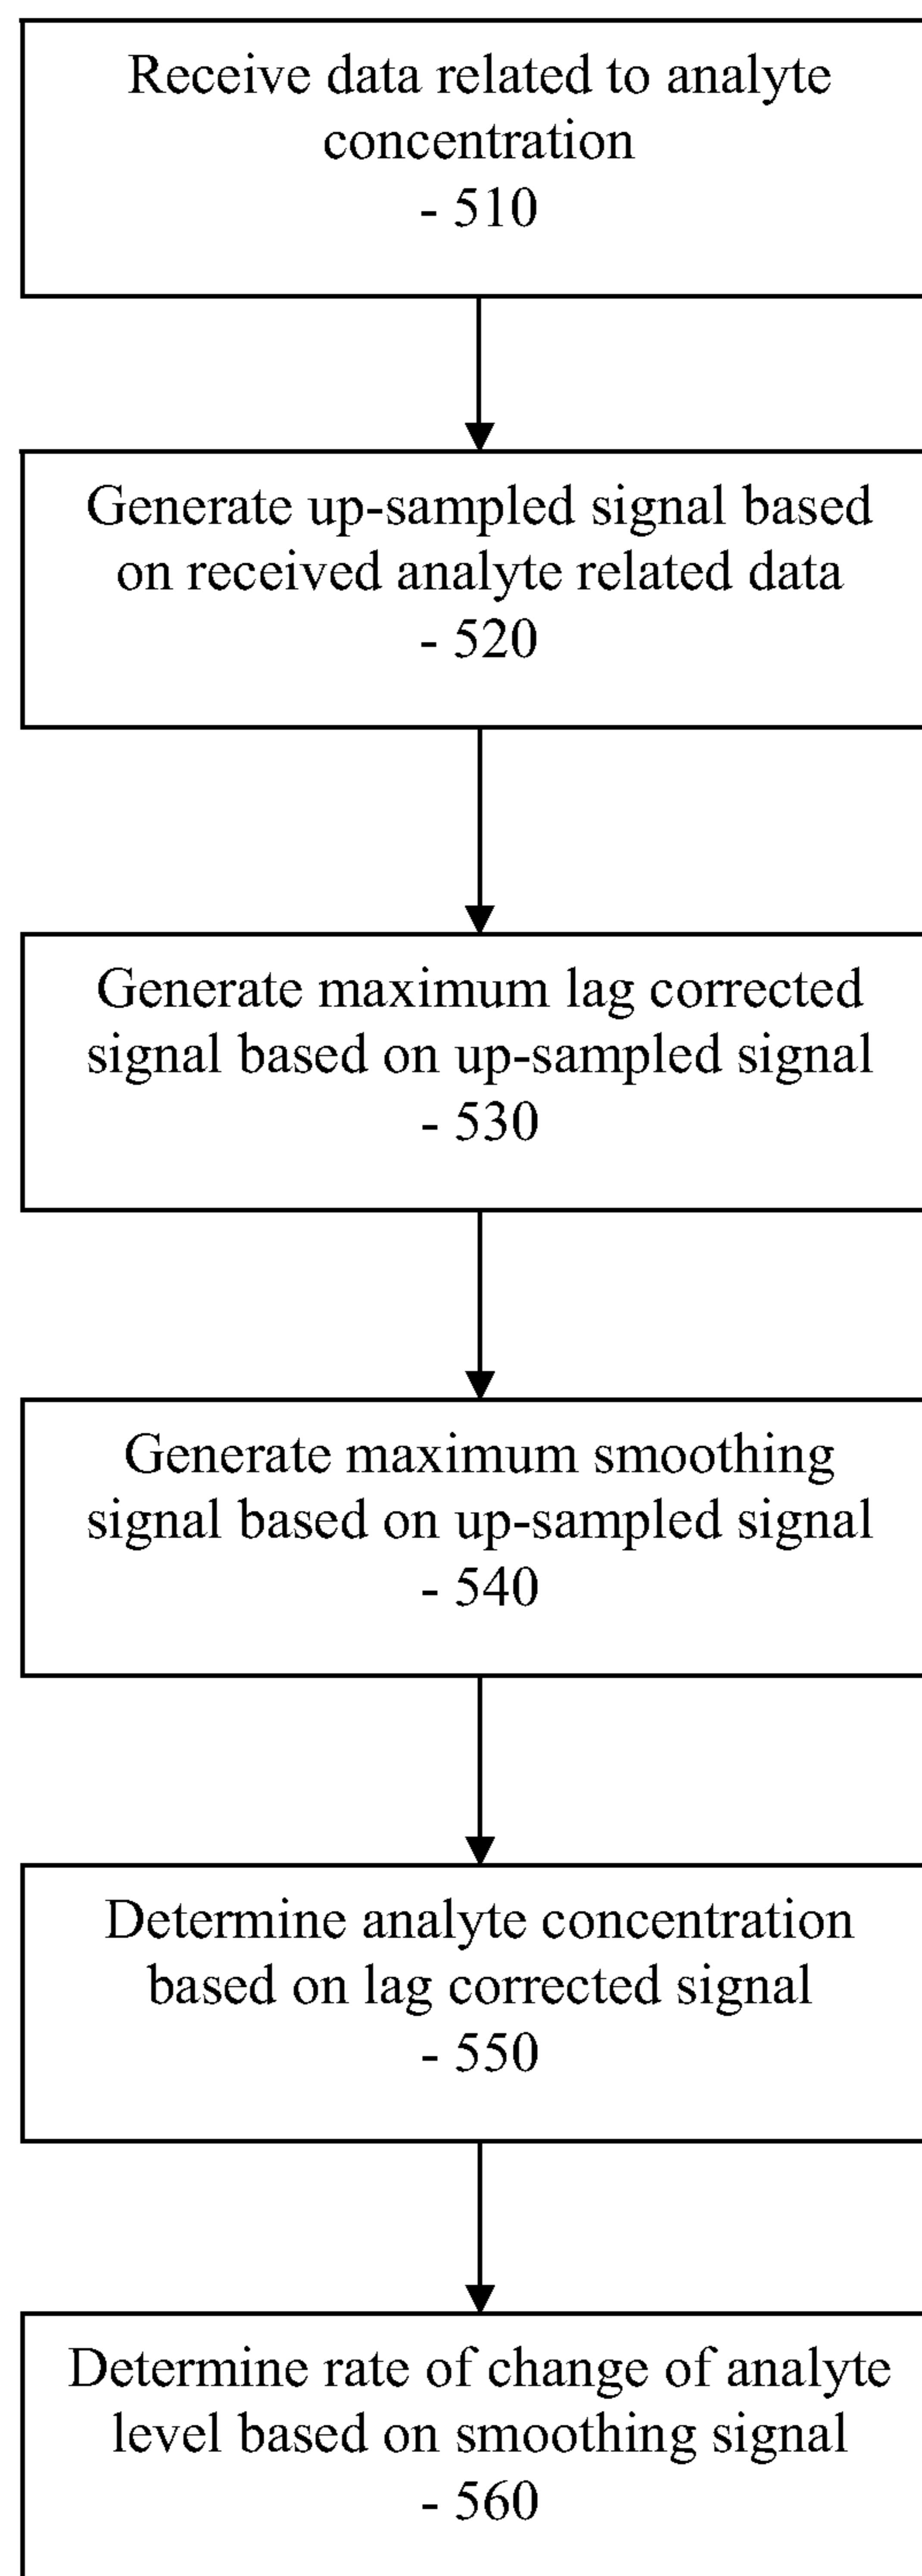 Receive data related to analyte
concentration
- 510
Generate up-sampled signal based
on received analyte related data
- 520
Generate maximum lag corrected
signal based on up-sampled signal
- 530
Generate maximum smoothing
signal based on up-sampled signal
- 540
Determine analyte concentration
based on lag corrected signal
- 550
Determine rate of change of analyte
level based on smoothing signal
- 560